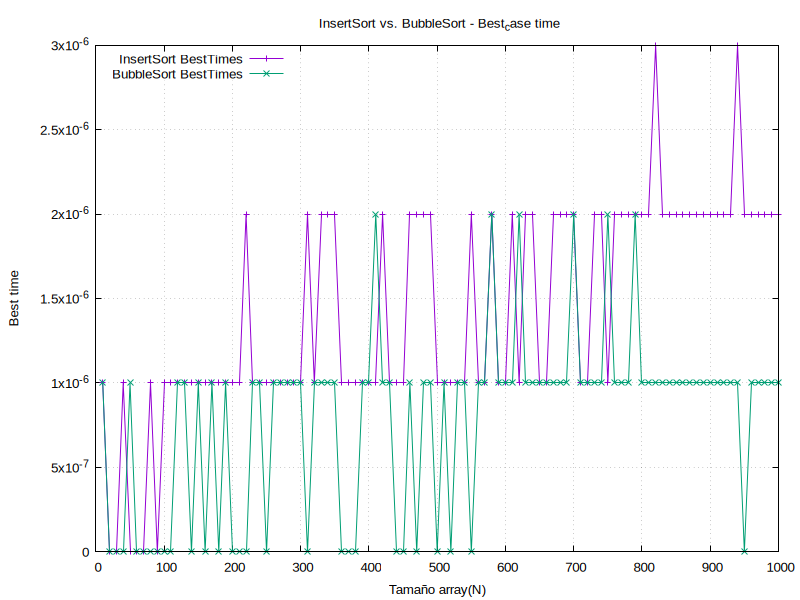 InsertSort vs. BubbleSort - Best_case time
InsertSort BestTimes
BubbleSort BestTimes
3x10^-6
2.5x10^-6
2x10^-6
1.5x10^-6
1x10^-6
5x10^-7
0
Best time
0 100 200 300 400 500 600 700 800 900 1000
Tamaño array(N)